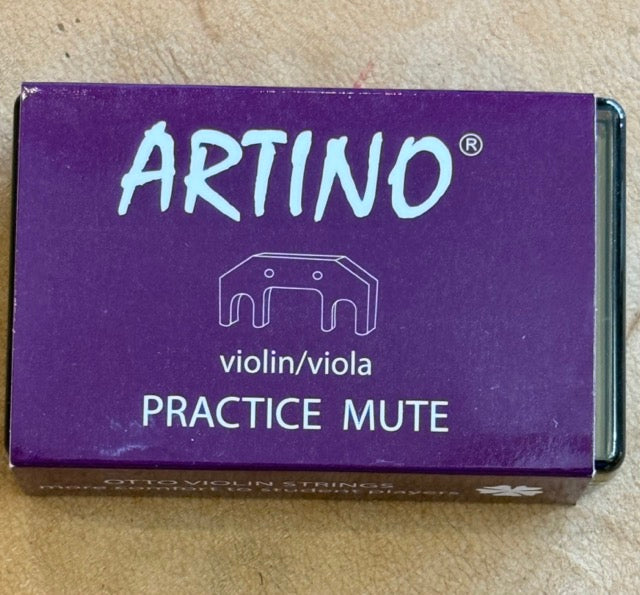 ARTINO®
violin/viola
PRACTICE MUTE
OTTO VIOLIN STRINGS
more comfort to student players